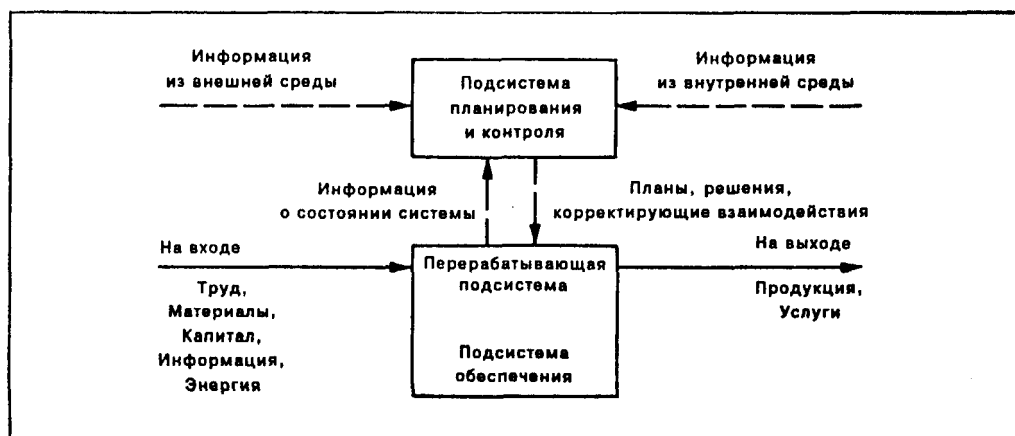 Информация
из внешней среды
Подсистема
планирования
и контроля
Информация
из внутренней среды
Информация
о состоянии системы
Планы, решения,
корректирующие взаимодействия
На входе
Труд,
Материалы,
Капитал,
Информация,
Энергия
Перерабатывающая
подсистема
Подсистема
обеспечения
На выходе
Продукция,
Услуги